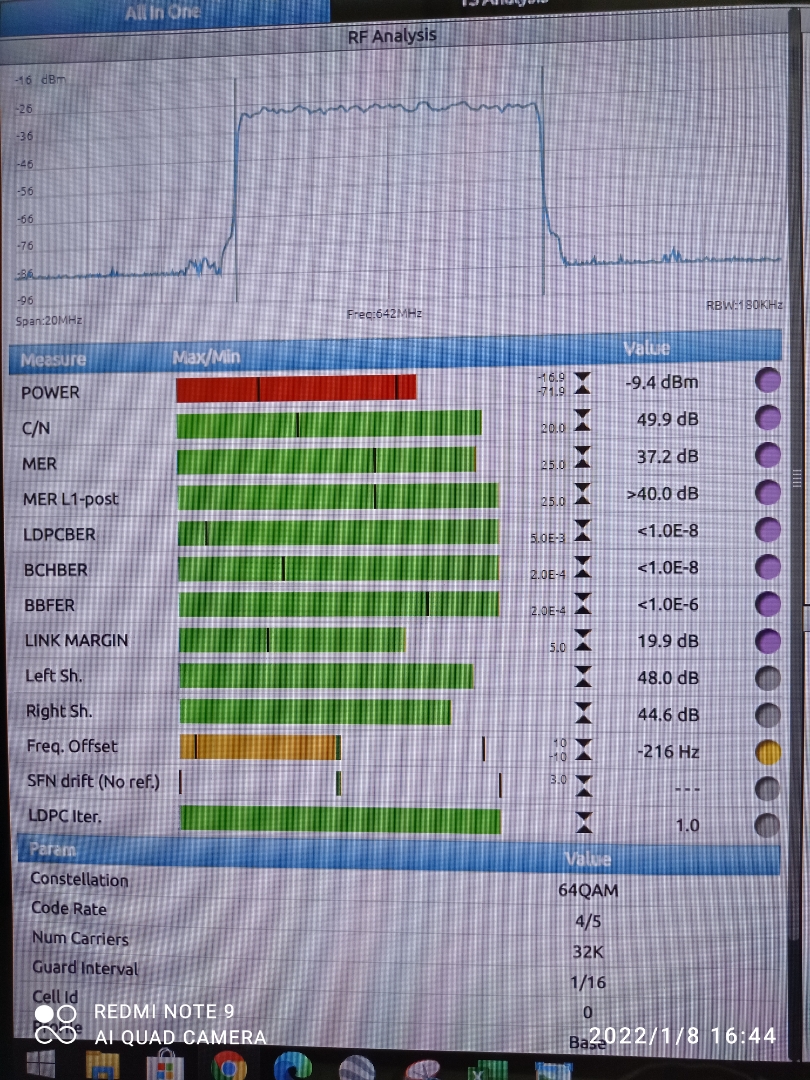 All In One
TS Analysis
RF Analysis
-16 dBm
-26
-36
-46
-56
-66
-76
-86
-96
Span:20MHz Freq:642MHz RBW:180KHz
Measure Max/Min Value
POWER -16.9 -71.9 -9.4 dBm
C/N 20.0 49.9 dB
MER 25.0 37.2 dB
MER L1-post 25.0 >40.0 dB
LDPCBER 5.0E-3 <1.0E-8
BCHBER 2.0E-4 <1.0E-8
BBFER 2.0E-4 <1.0E-6
LINK MARGIN 5.0 19.9 dB
Left Sh. 48.0 dB
Right Sh. 44.6 dB
Freq. Offset 10 -10 -216 Hz
SFN drift (No ref.) 3.0 ---
LDPC Iter. 1.0
Param Value
Constellation 64QAM
Code Rate 4/5
Num Carriers 32K
Guard Interval 1/16
Cell Id 0
Base
REDMI NOTE 9
AI QUAD CAMERA
2022/1/8 16:44